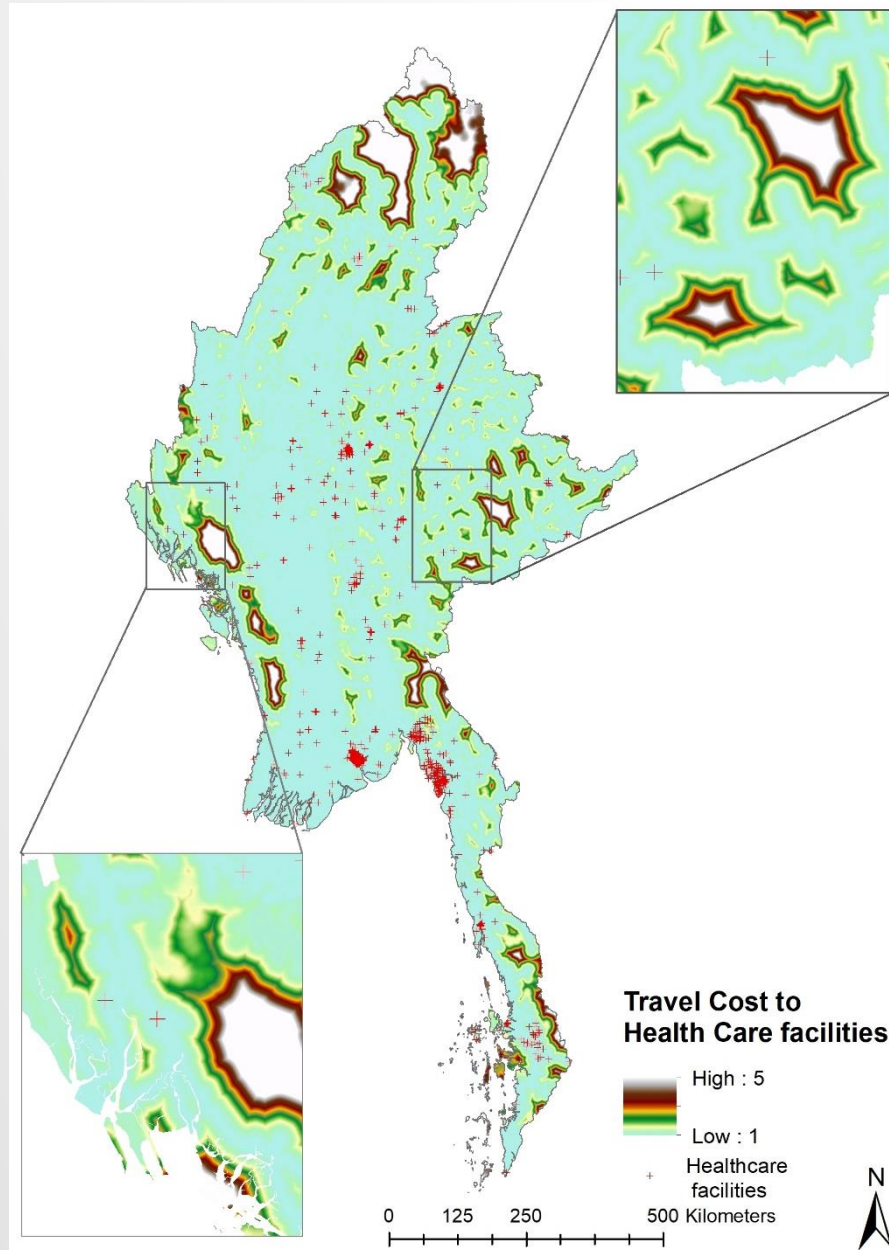 Travel Cost to
Health Care facilities
High : 5
Low : 1
Healthcare
facilities
N
0 125 250 500 Kilometers